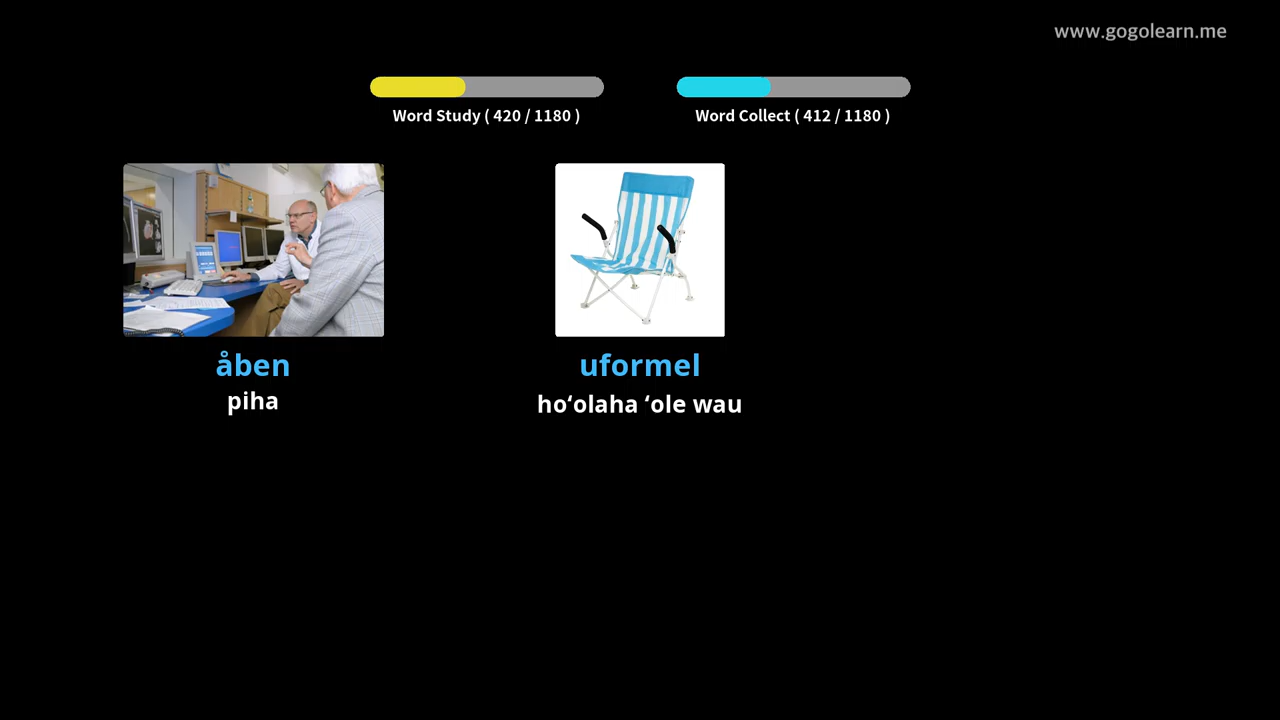 www.gogolearn.me
Word Study ( 420 / 1180 )
Word Collect ( 412 / 1180 )
åben
piha
uformel
hoʻolaha ʻole wau